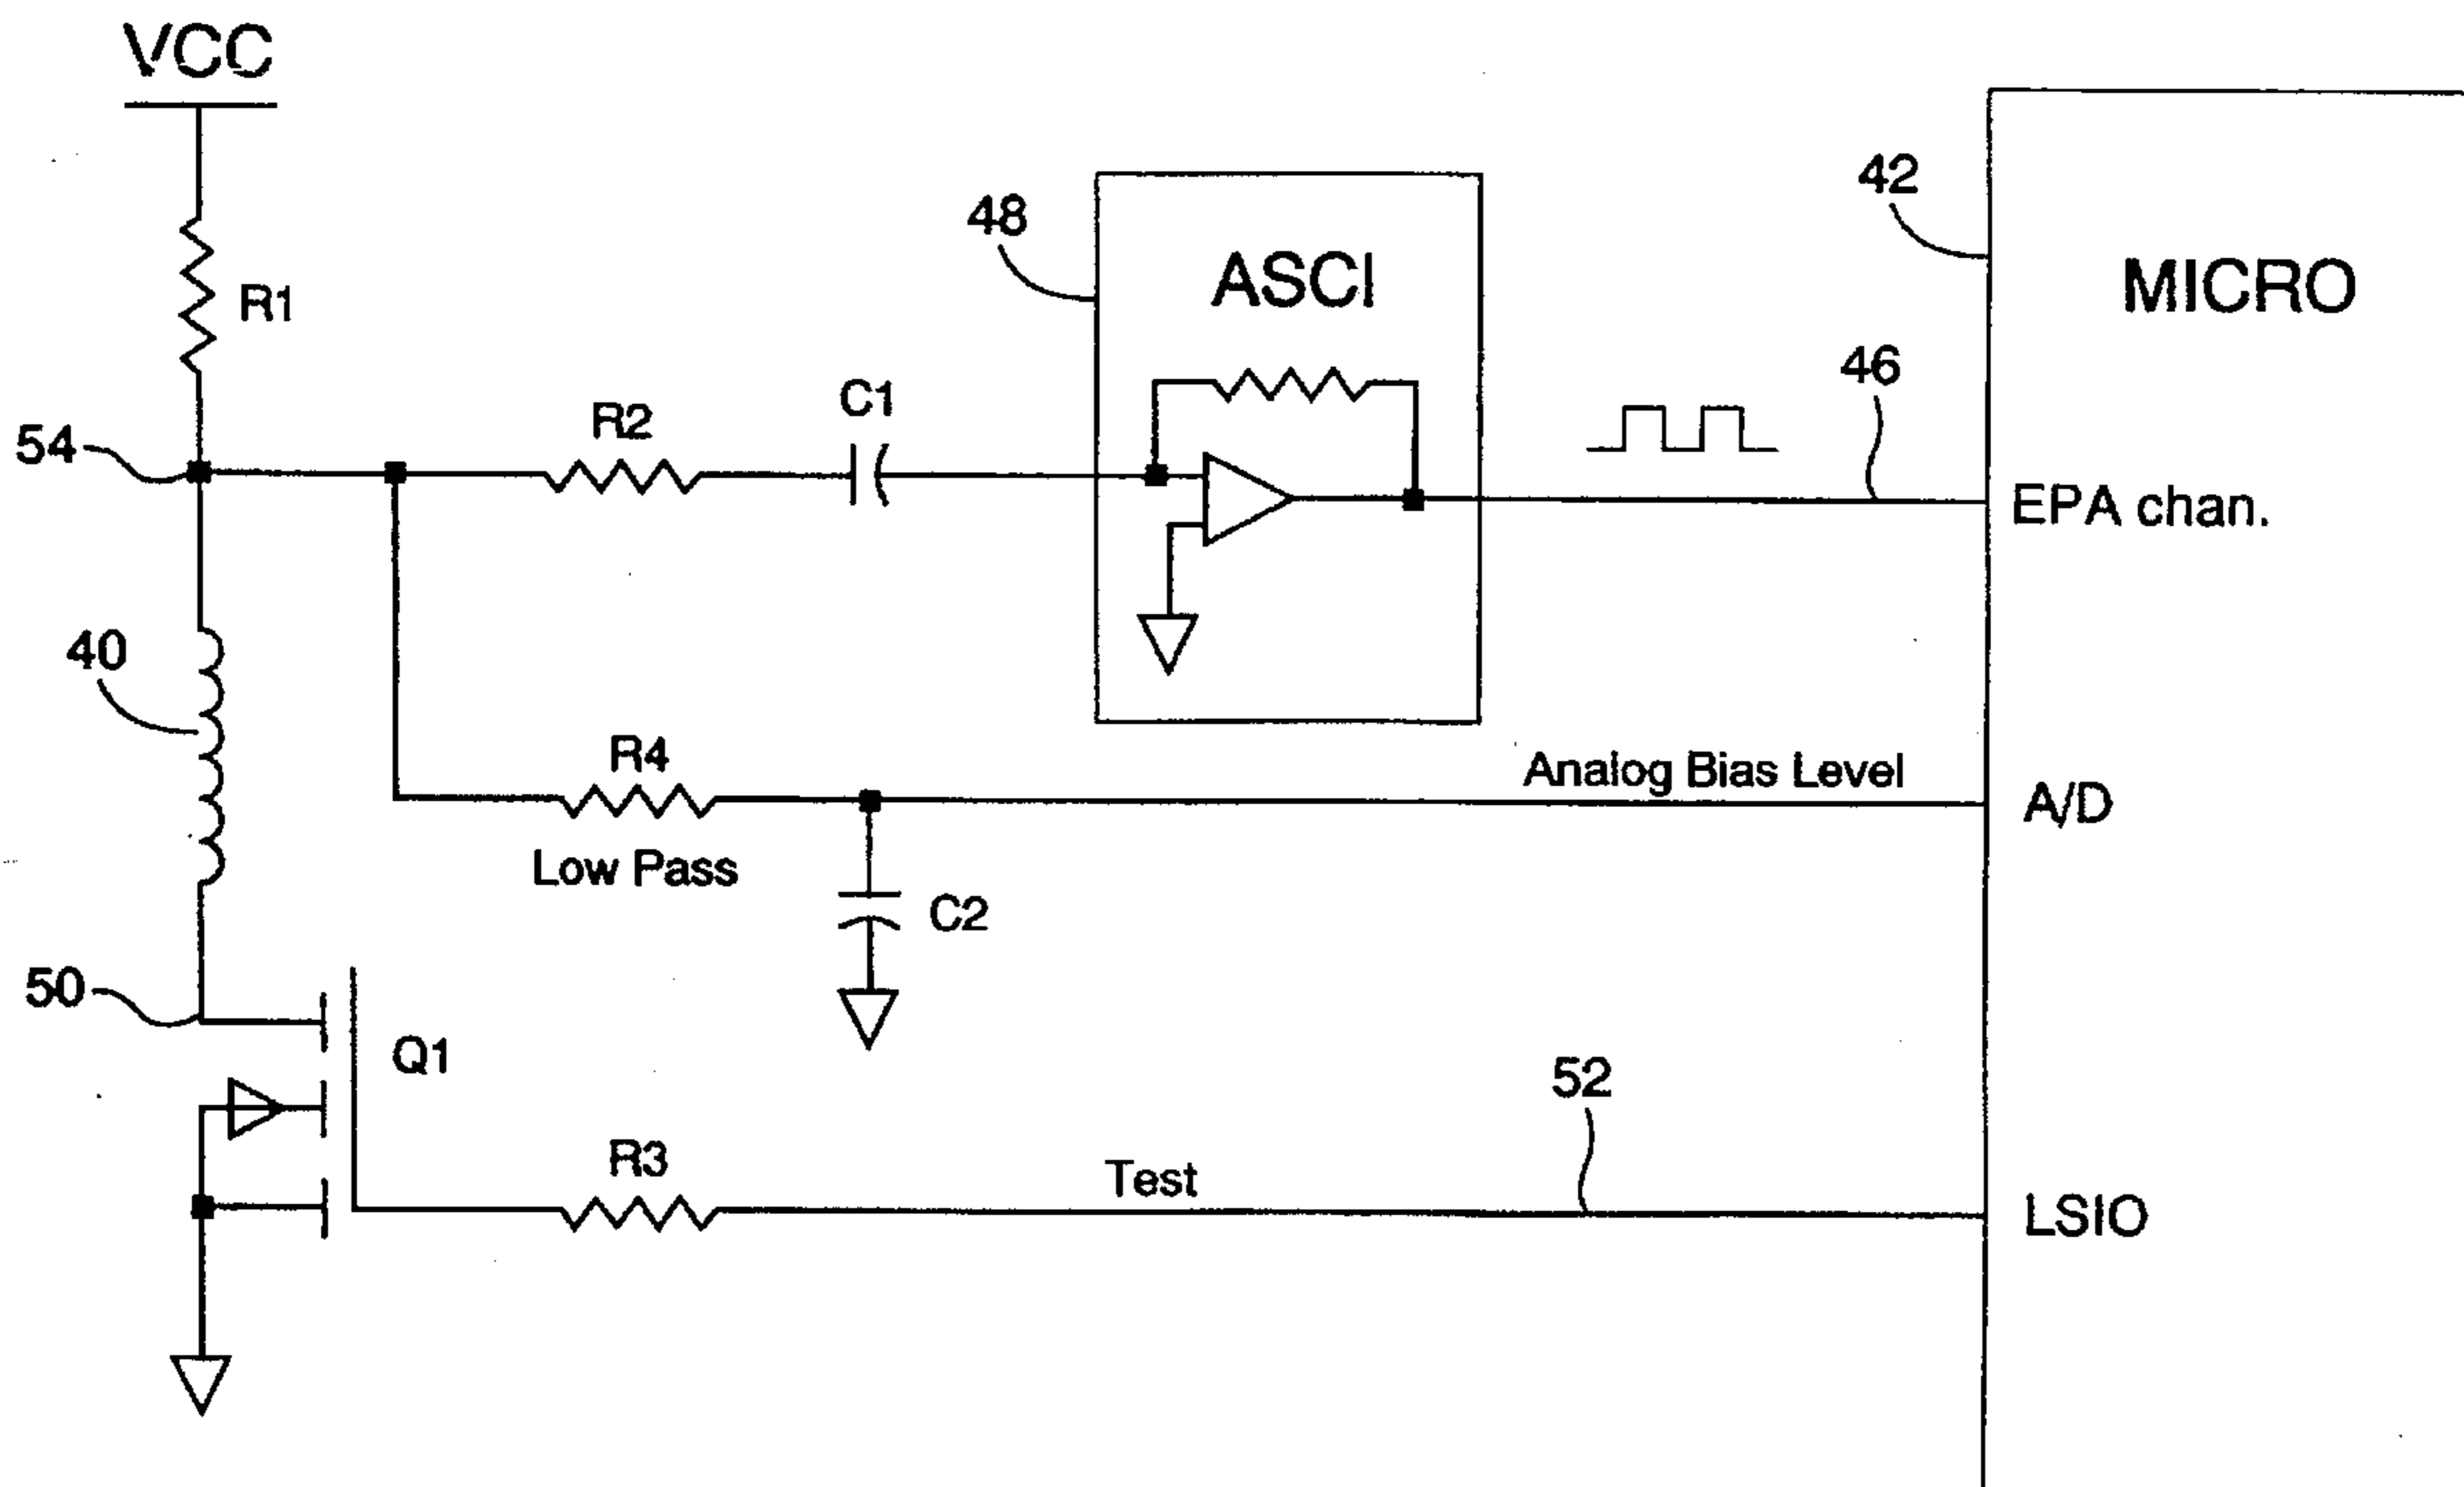 VCC
42
48
ASCI
MICRO
R1
46
C1
R2
54
EPA chan.
40
R4
Analog Bias Level
A/D
Low Pass
C2
50
Q1
52
R3
Test
LSIO